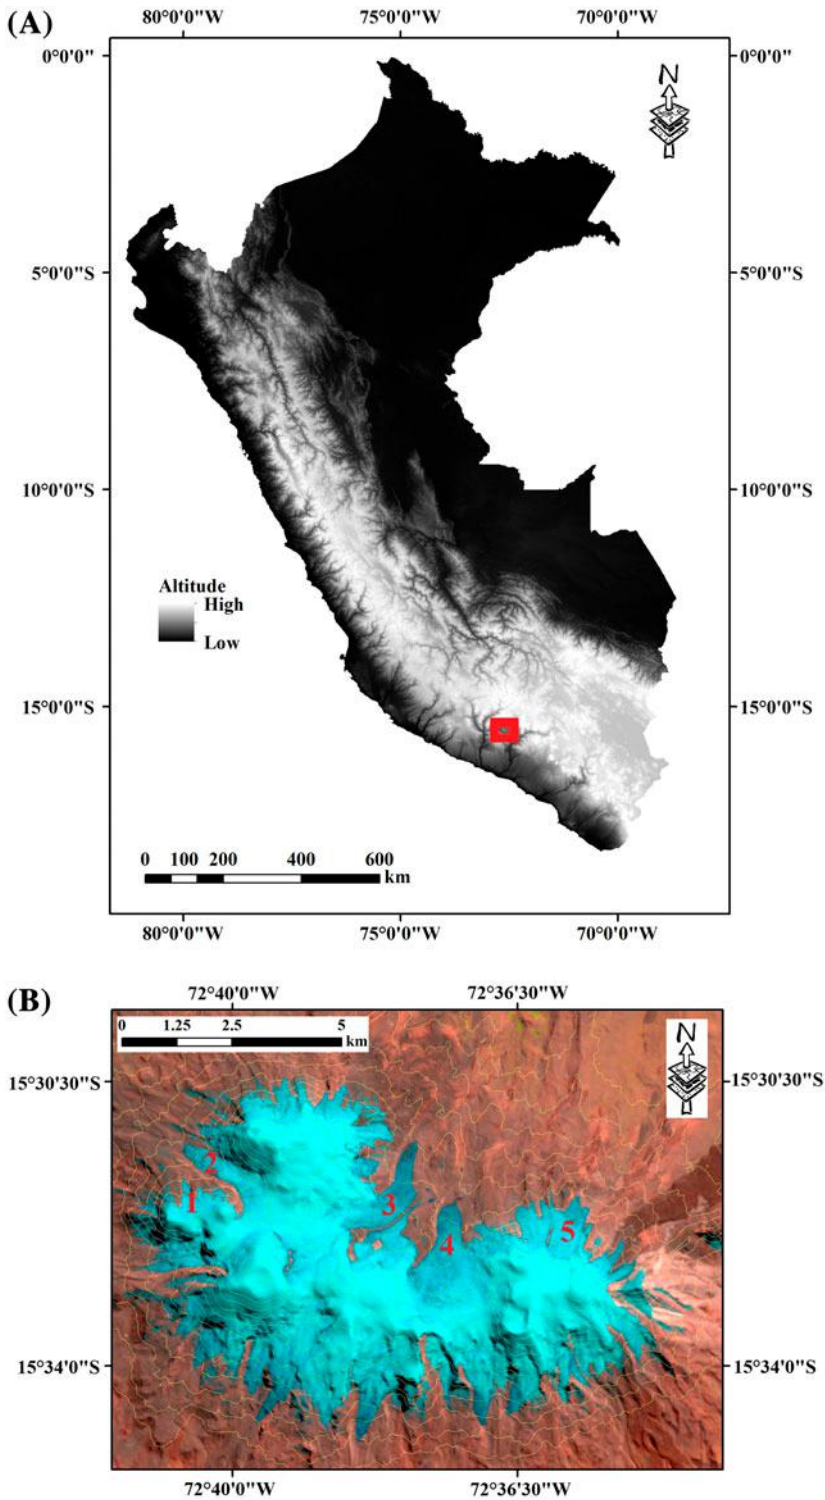 (A)
80°0'0"W 75°0'0"W 70°0'0"W
0°0'0" 0°0'0"
N
5°0'0"S 5°0'0"S
10°0'0"S 10°0'0"S
Altitude
High
Low
15°0'0"S 15°0'0"S
0 100 200 400 600
km
80°0'0"W 75°0'0"W 70°0'0"W
(B)
72°40'0"W 72°36'30"W
0 1.25 2.5 5
km
N
15°30'30"S 15°30'30"S
2
1 3
4 5
15°34'0"S 15°34'0"S
72°40'0"W 72°36'30"W